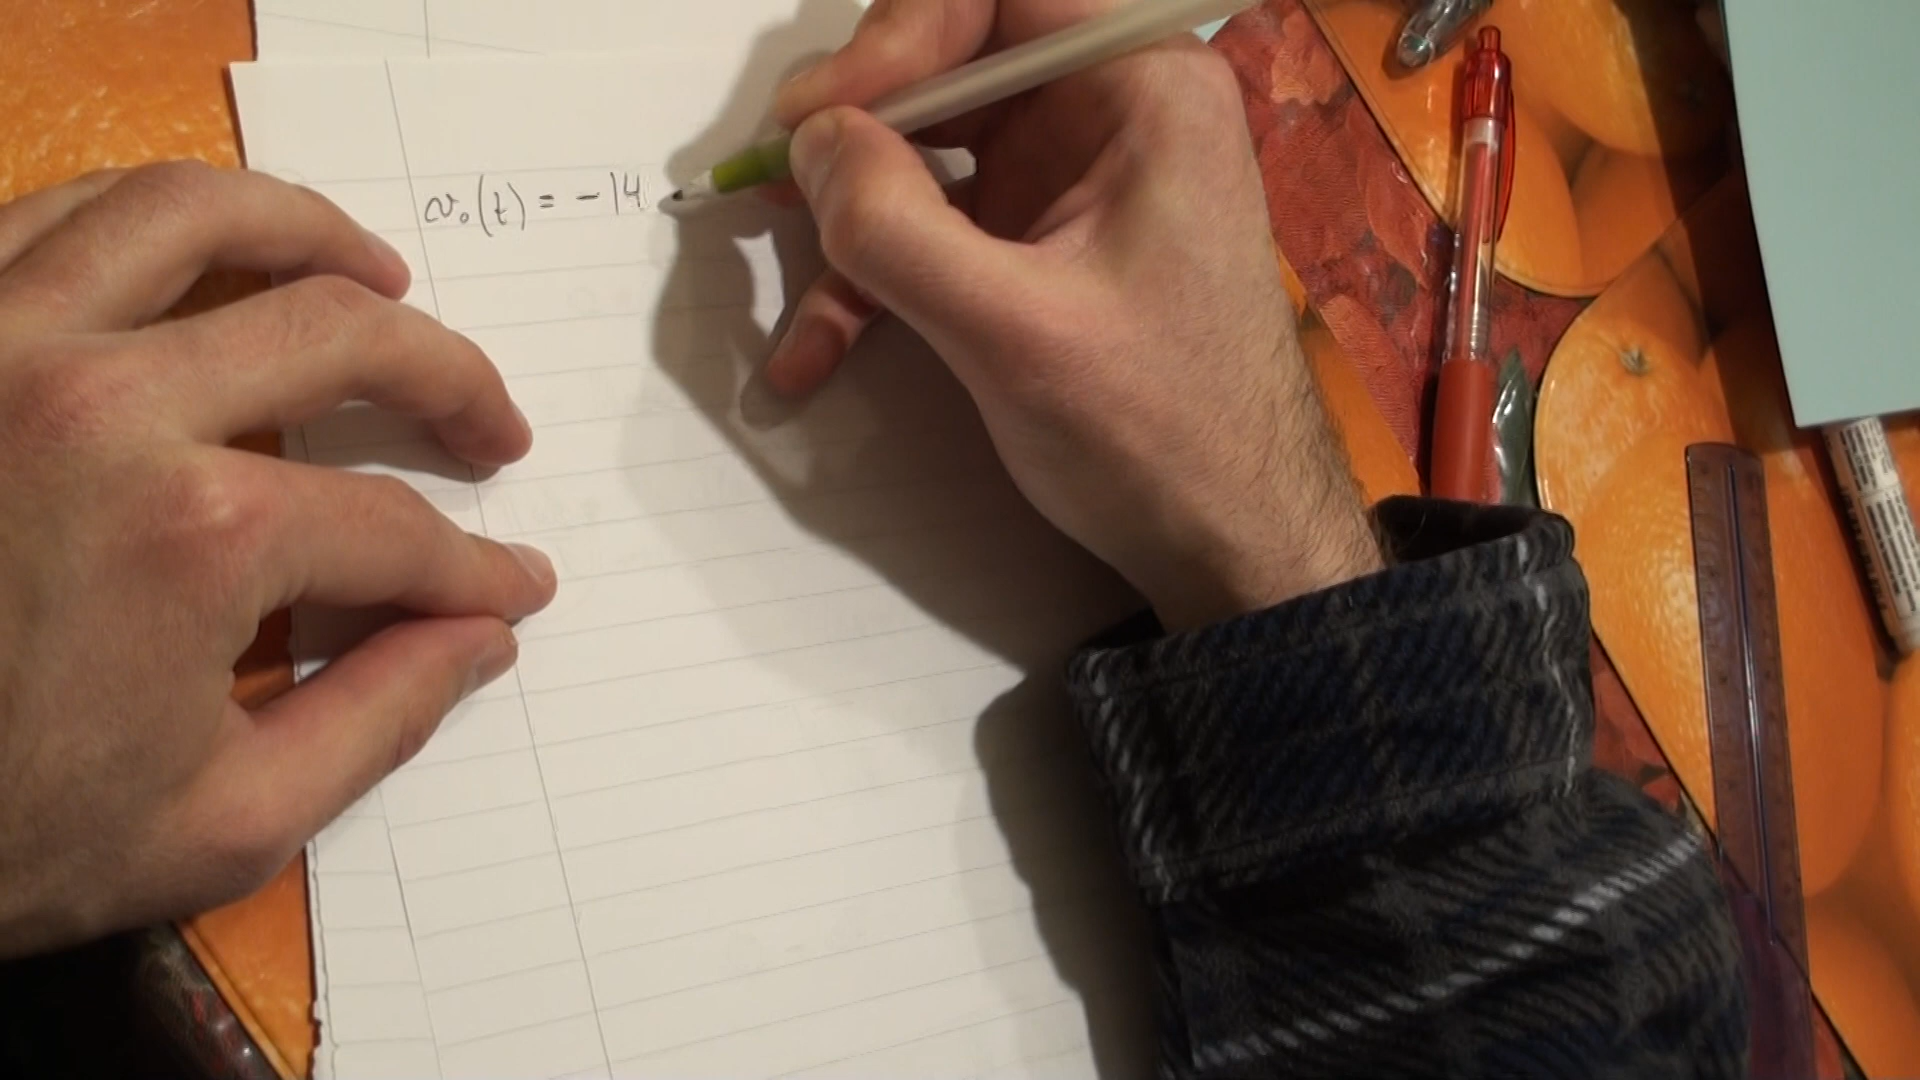 v₀(t) = -14